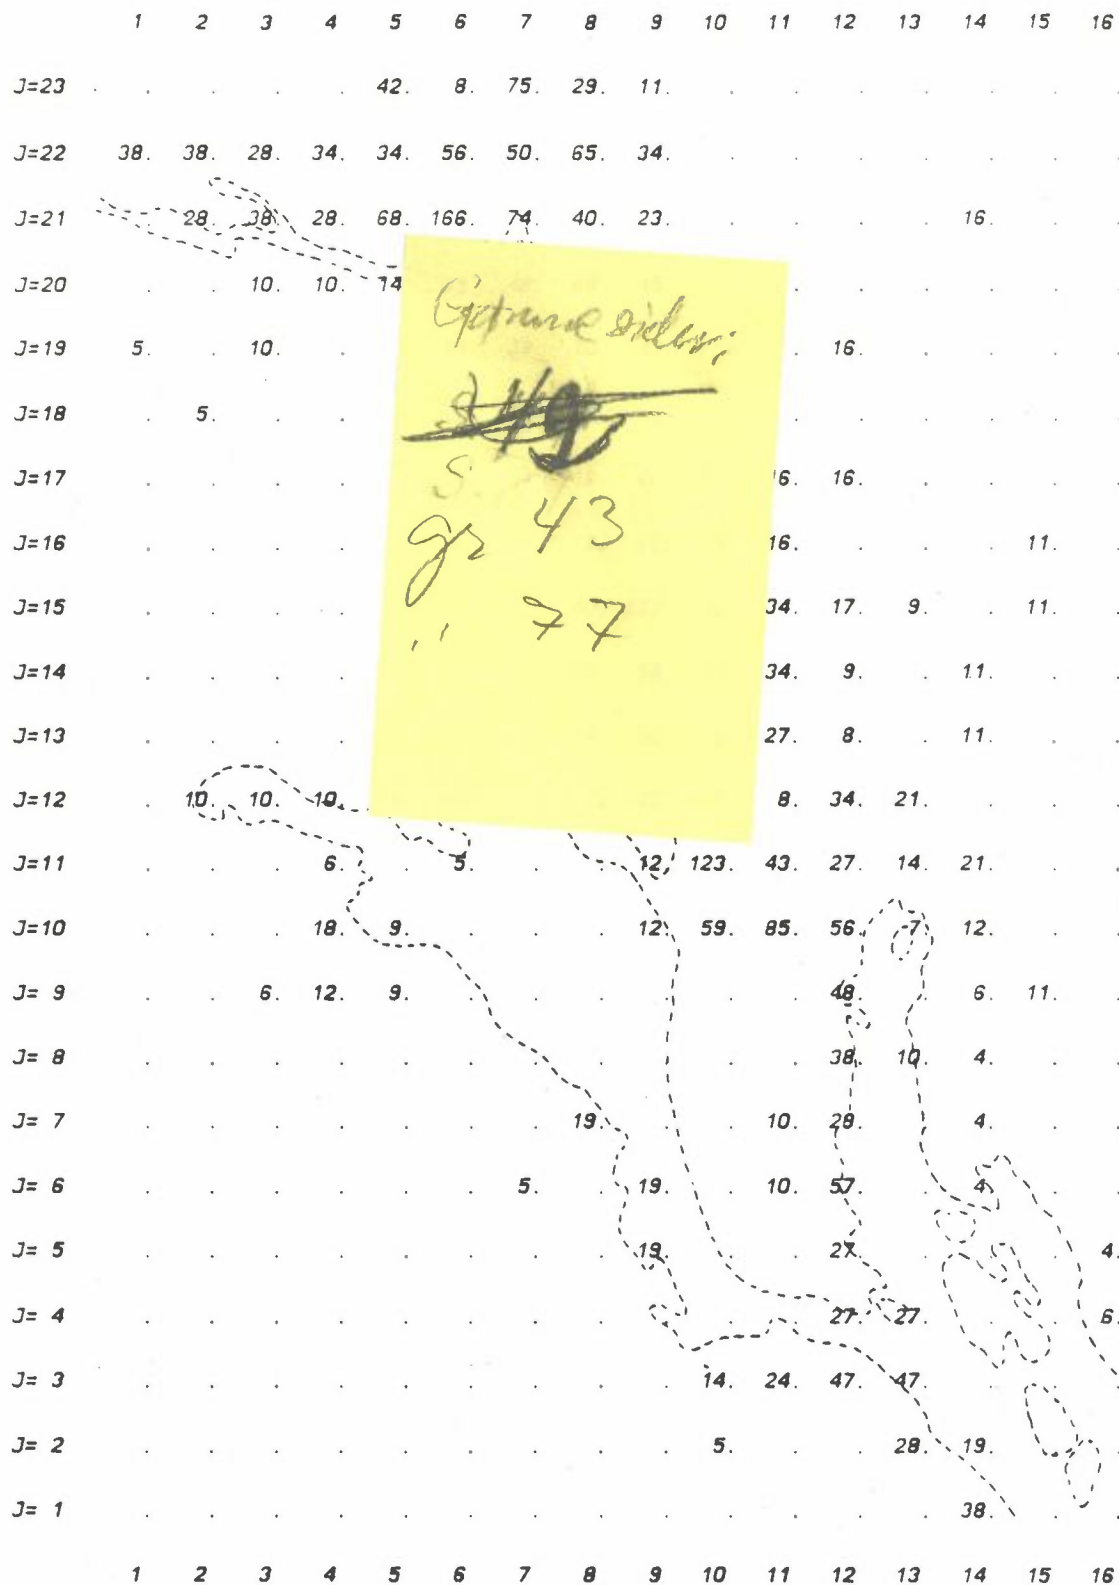 1 2 3 4 5 6 7 8 9 10 11 12 13 14 15 16
J=23 . . . . 42. 8. 75. 29. 11. . . . . . . .
J=22 38. 38. 28. 34. 34. 56. 50. 65. 34. . . . . . . .
J=21 . 28. 38. 28. 68. 166. 74. 40. 23. . . . . 16. . .
J=20 . . 10. 10. 14 . . . . . .
J=19 5. . 10. . 16. . . . .
J=18 . 5. . . . . . . . .
J=17 . . . . 16. 16. . . . .
J=16 . . . . 16. . . . 11. .
J=15 . . . . 34. 17. 9. . 11. .
J=14 . . . . 34. 9. . 11. . .
J=13 . . . . 27. 8. . 11. . .
J=12 . 10. 10. 10. 8. 34. 21. . . .
J=11 . . . 6. . 5. . . 12. 123. 43. 27. 14. 21. . .
J=10 . . . 18. 9. . . . 12. 59. 85. 56. 7. 12. . .
J= 9 . . 6. 12. 9. . . . . . . 48. . 6. 11. .
J= 8 . . . . . . . . . . . 38. 10. 4. . .
J= 7 . . . . . . . 19. . . 10. 28. . 4. . .
J= 6 . . . . . . 5. . 19. . 10. 57. . 4. . .
J= 5 . . . . . . . . 19. . . 27. . . . 4.
J= 4 . . . . . . . . . . . 27. 27. . . 6.
J= 3 . . . . . . . . . 14. 24. 47. 47. . . .
J= 2 . . . . . . . . . 5. . . 28. 19. . .
J= 1 . . . . . . . . . . . . . 38. . .
1 2 3 4 5 6 7 8 9 10 11 12 13 14 15 16
S.
gr 43
" 77